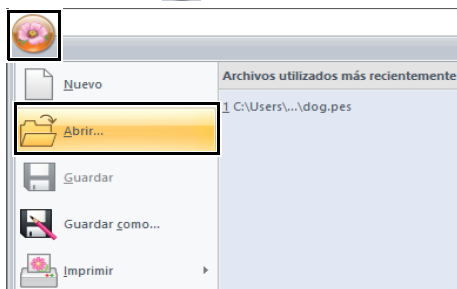 Nuevo
Abrir...
Guardar
Guardar como...
Imprimir
Archivos utilizados más recientemente
1 C:\Users\...\dog.pes